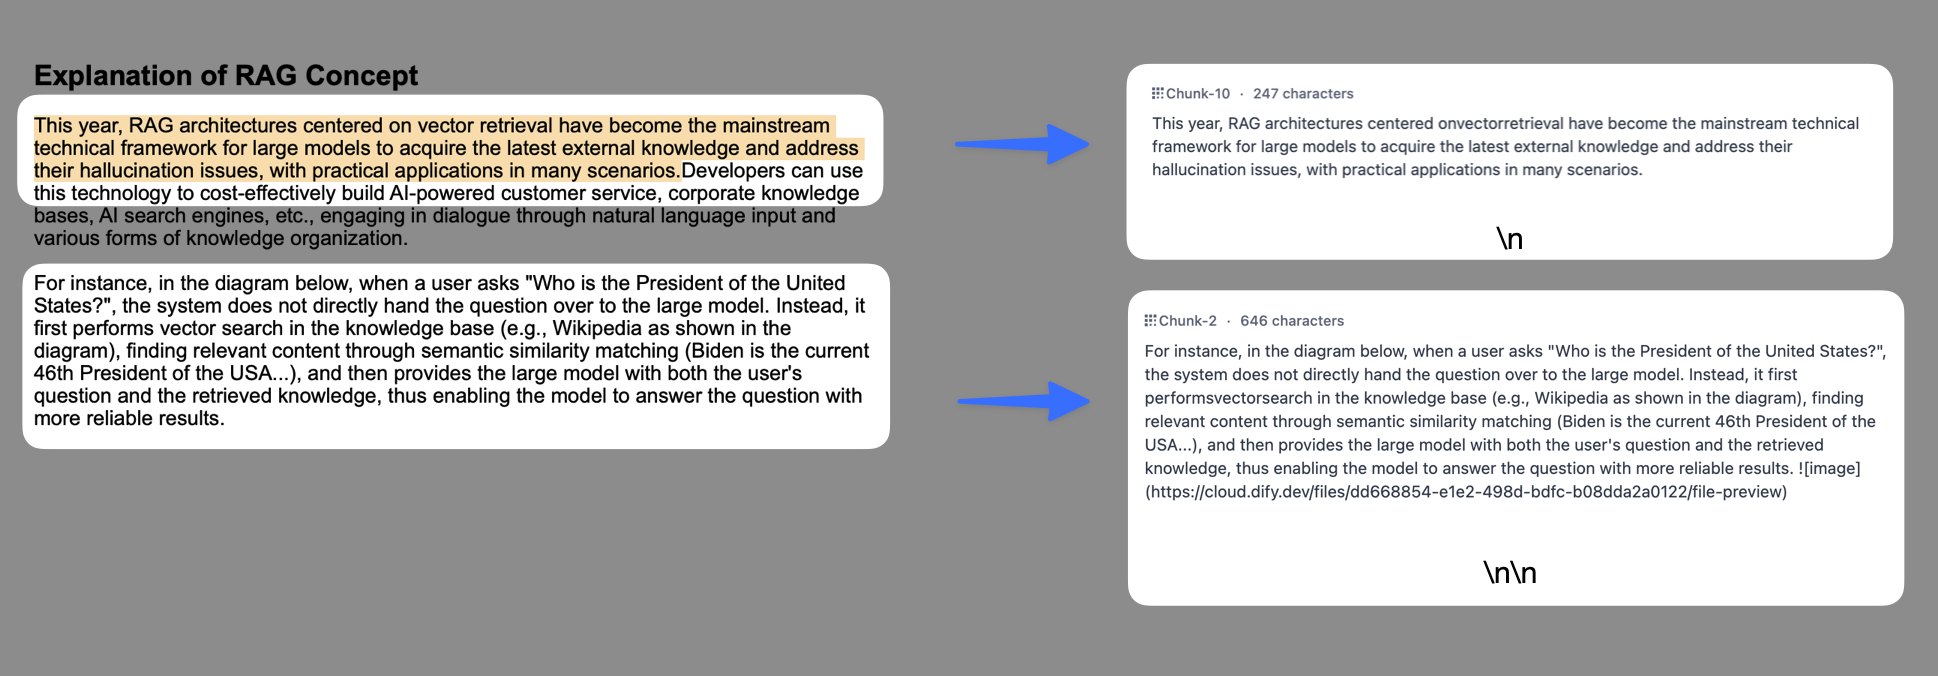 Explanation of RAG Concept
This year, RAG architectures centered on vector retrieval have become the mainstream
technical framework for large models to acquire the latest external knowledge and address
their hallucination issues, with practical applications in many scenarios.Developers can use
this technology to cost-effectively build AI-powered customer service, corporate knowledge
bases, AI search engines, etc., engaging in dialogue through natural language input and
various forms of knowledge organization.
For instance, in the diagram below, when a user asks "Who is the President of the United
States?", the system does not directly hand the question over to the large model. Instead, it
first performs vector search in the knowledge base (e.g., Wikipedia as shown in the
diagram), finding relevant content through semantic similarity matching (Biden is the current
46th President of the USA...), and then provides the large model with both the user's
question and the retrieved knowledge, thus enabling the model to answer the question with
more reliable results.
Chunk-10 · 247 characters
This year, RAG architectures centered onvectorretrieval have become the mainstream technical
framework for large models to acquire the latest external knowledge and address their
hallucination issues, with practical applications in many scenarios.
\n
Chunk-2 · 646 characters
For instance, in the diagram below, when a user asks "Who is the President of the United States?",
the system does not directly hand the question over to the large model. Instead, it first
performsvectorsearch in the knowledge base (e.g., Wikipedia as shown in the diagram), finding
relevant content through semantic similarity matching (Biden is the current 46th President of the
USA...), and then provides the large model with both the user's question and the retrieved
knowledge, thus enabling the model to answer the question with more reliable results. ![image]
(https://cloud.dify.dev/files/dd668854-e1e2-498d-bdfc-b08dda2a0122/file-preview)
\n\n